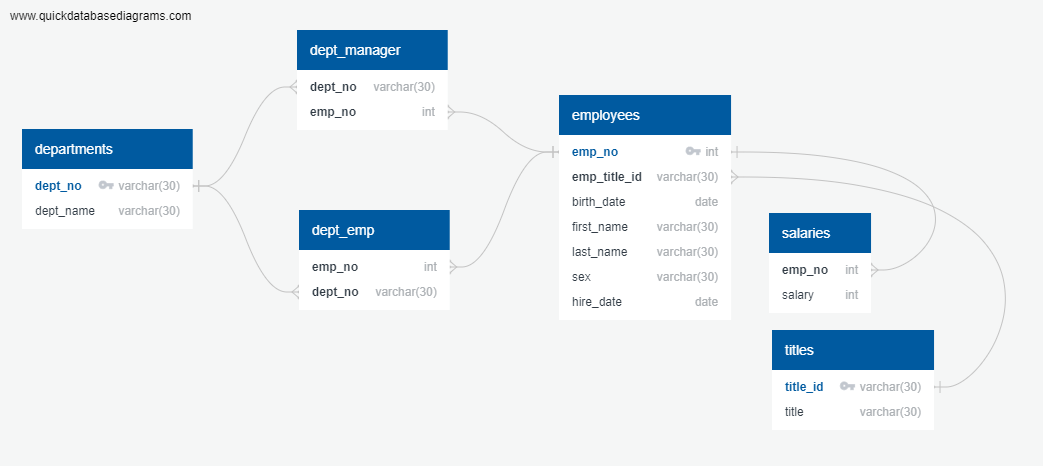 www.quickdatabasediagrams.com
dept_manager
dept_no varchar(30)
emp_no int
departments
dept_no varchar(30)
dept_name varchar(30)
dept_emp
emp_no int
dept_no varchar(30)
employees
emp_no int
emp_title_id varchar(30)
birth_date date
first_name varchar(30)
last_name varchar(30)
sex varchar(30)
hire_date date
salaries
emp_no int
salary int
titles
title_id varchar(30)
title varchar(30)